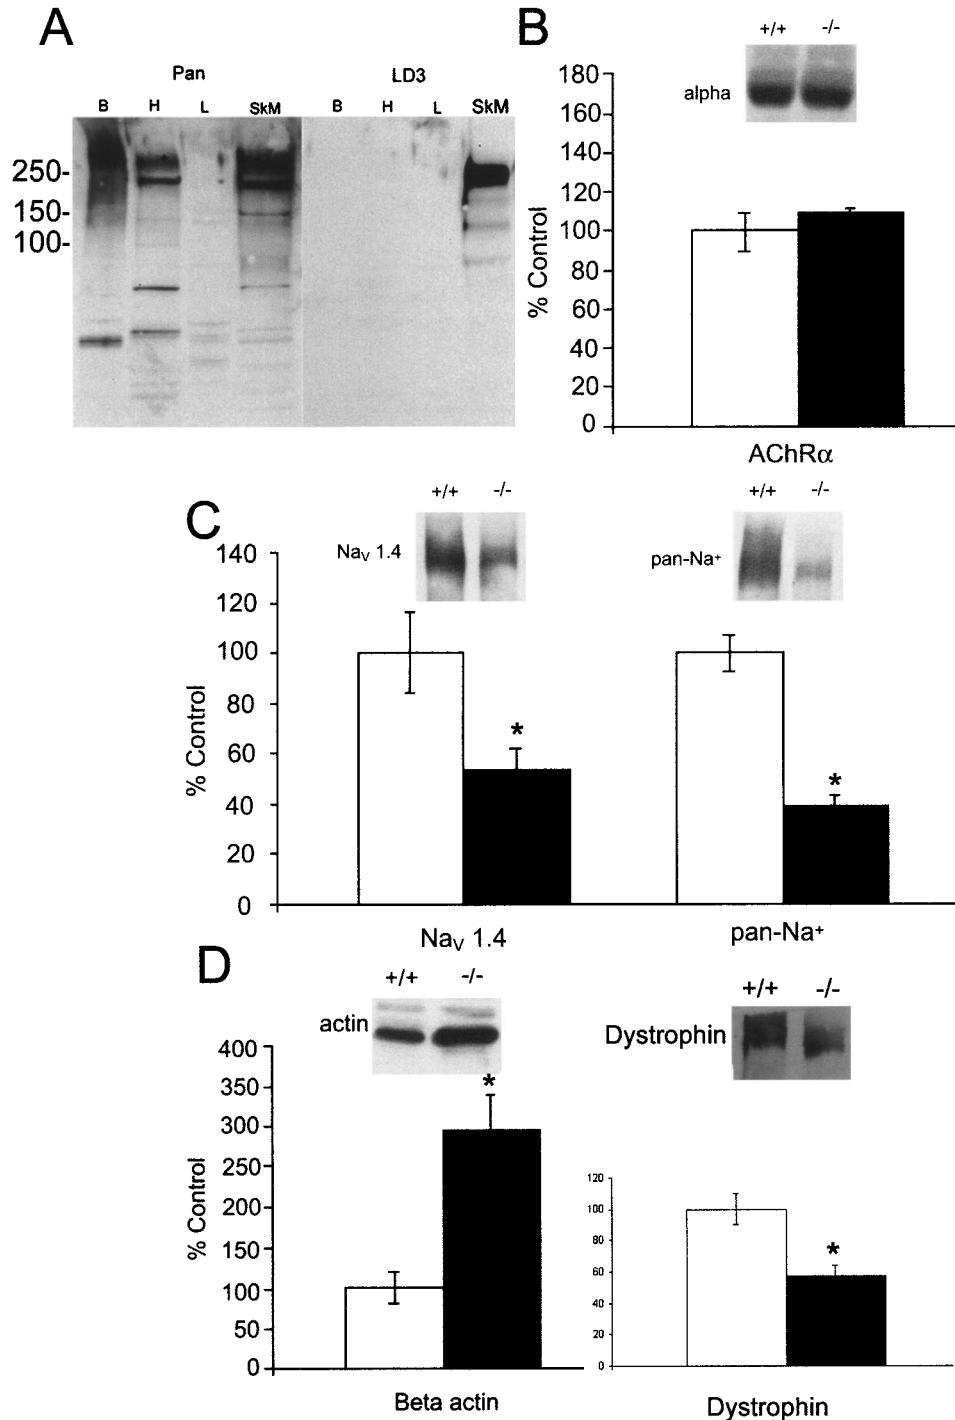 A
Pan
LD3
B H L SkM B H L SkM
250-
150-
100-
B
+/+ -/-
alpha
180
160
140
120
100
80
60
40
20
0
% Control
AChRα
C
+/+ -/-
Nav 1.4
+/+ -/-
pan-Na+
140
120
100
80
60
40
20
0
% Control
*
*
Nav 1.4
pan-Na+
D
+/+ -/-
actin
+/+ -/-
Dystrophin
400
350
300
250
200
150
100
50
0
% Control
*
Beta actin
120
100
80
60
40
20
0
*
Dystrophin